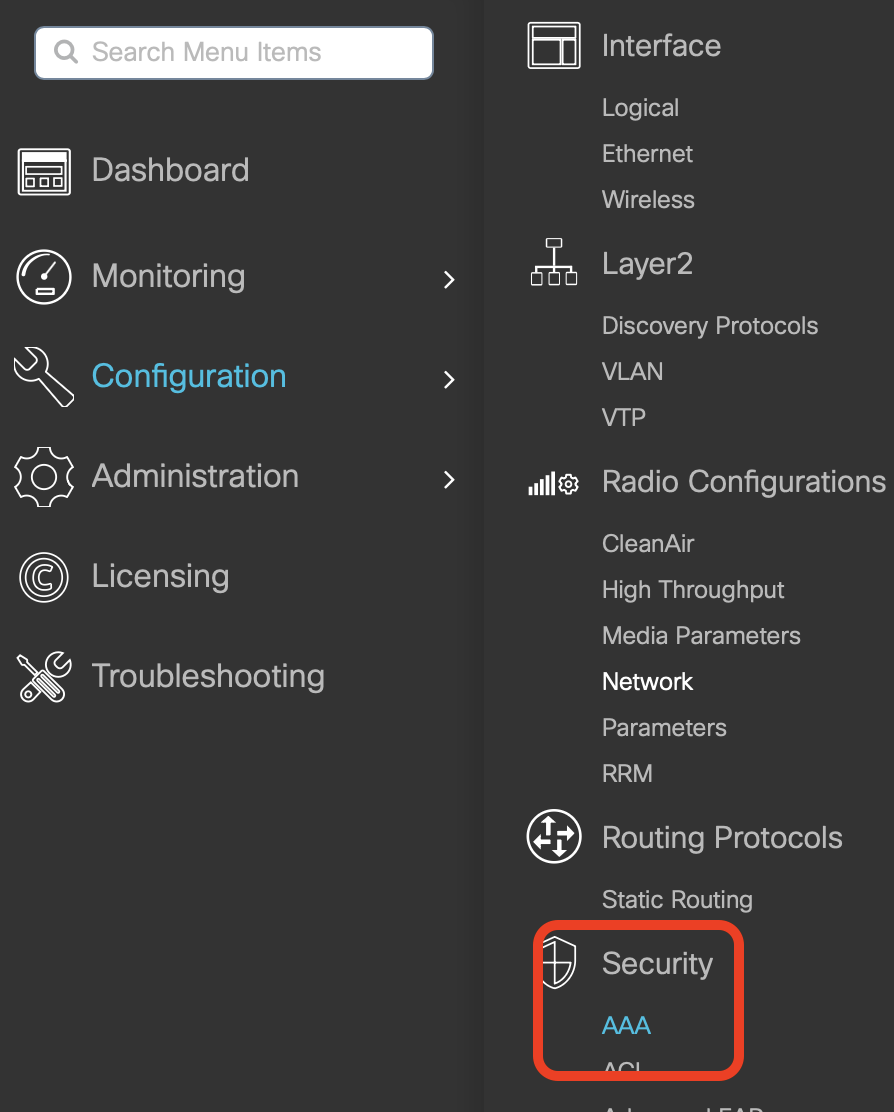 Search Menu Items
Dashboard
Monitoring
Configuration
Administration
Licensing
Troubleshooting
Interface
Logical
Ethernet
Wireless
Layer2
Discovery Protocols
VLAN
VTP
Radio Configurations
CleanAir
High Throughput
Media Parameters
Network
Parameters
RRM
Routing Protocols
Static Routing
Security
AAA
ACL